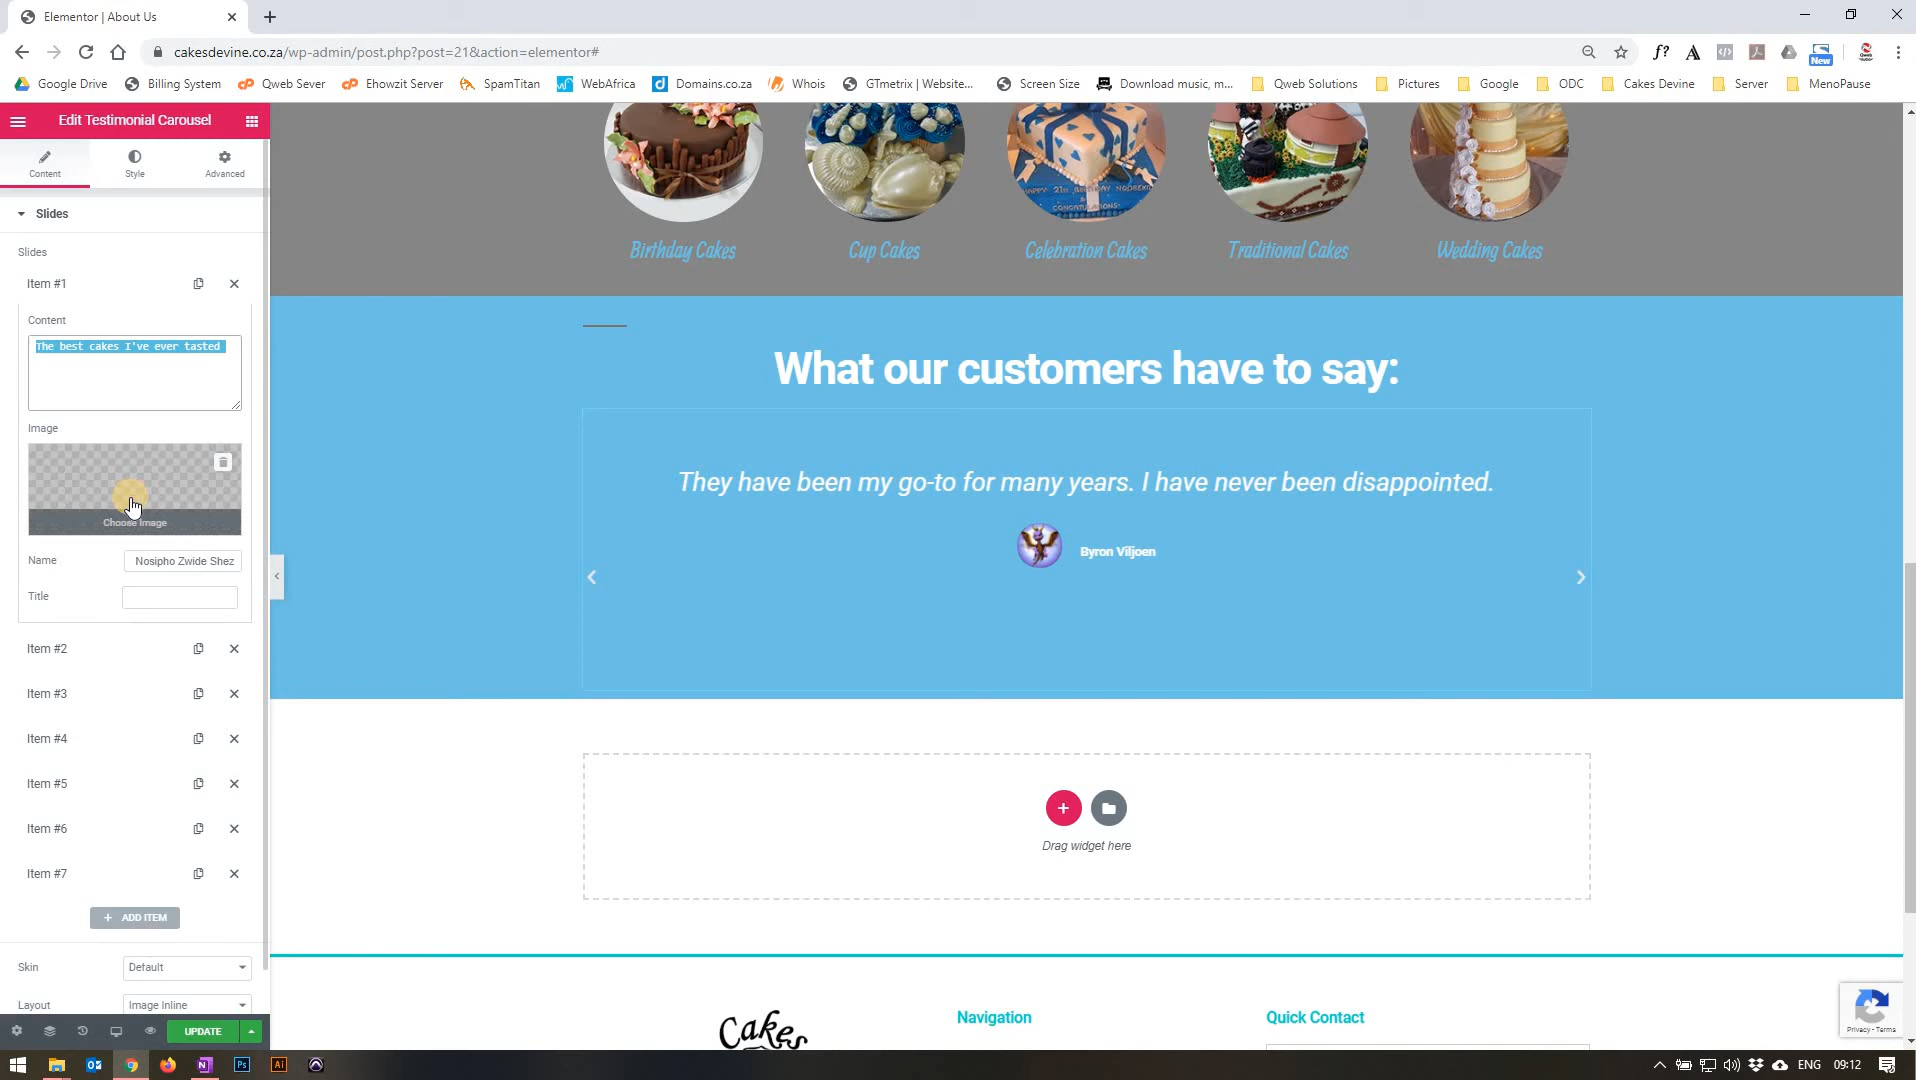 Elementor | About Us
cakesdevine.co.za/wp-admin/post.php?post=21&action=elementor#
New
Google Drive
Billing System
Qweb Sever
Ehowzit Server
SpamTitan
WebAfrica
Domains.co.za
Whois
GTmetrix | Website...
Screen Size
Download music, m...
Qweb Solutions
Pictures
Google
ODC
Cakes Devine
Server
MenoPause
Edit Testimonial Carousel
Content
Style
Advanced
Slides
Slides
Item #1
Content
The best cakes I've ever tasted
Image
Choose Image
Name
Nosipho Zwide Shez
Title
Item #2
Item #3
Item #4
Item #5
Item #6
Item #7
+ ADD ITEM
Skin
Default
Layout
Image Inline
UPDATE
Birthday Cakes
Cup Cakes
Celebration Cakes
Traditional Cakes
Wedding Cakes
What our customers have to say:
They have been my go-to for many years. I have never been disappointed.
Byron Viljoen
Drag widget here
Cakes
Navigation
Quick Contact
Privacy - Terms
ENG
09:12